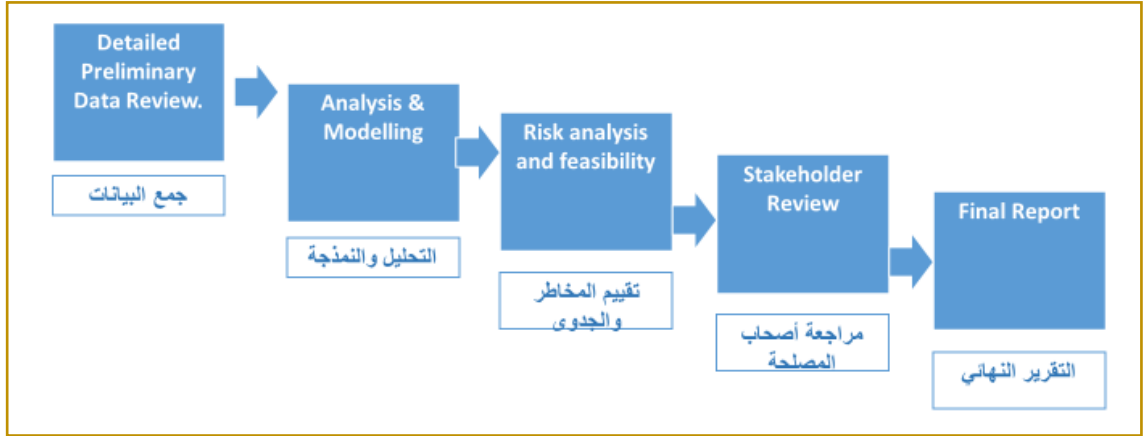 Detailed
Preliminary
Data Review.
جمع البيانات
Analysis &
Modelling
التحليل والنمذجة
Risk analysis
and feasibility
تقييم المخاطر
والجدوى
Stakeholder
Review
مراجعة أصحاب
المصلحة
Final Report
التقرير النهائي